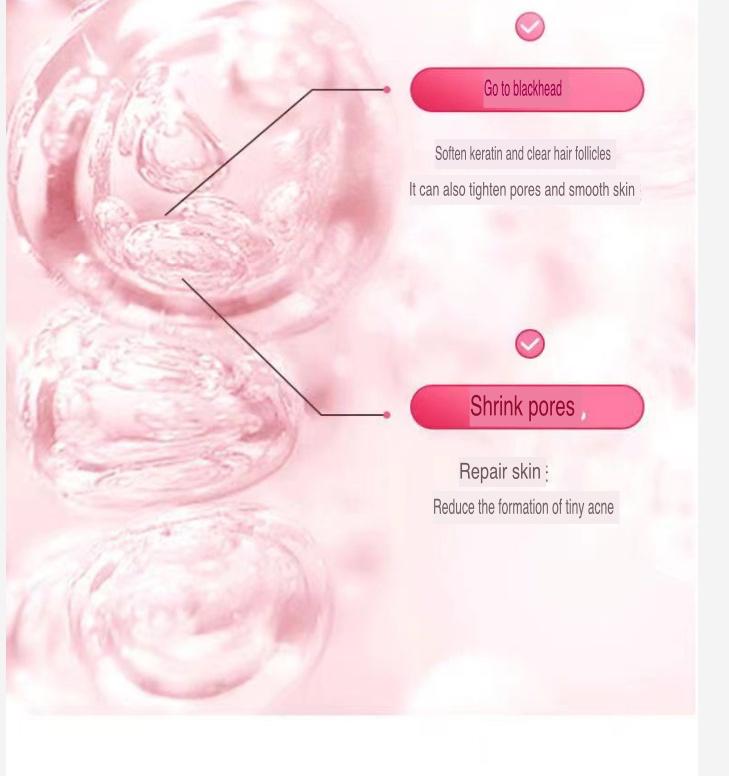 Go to blackhead
Soften keratin and clear hair follicles
It can also tighten pores and smooth skin
Shrink pores
Repair skin
Reduce the formation of tiny acne